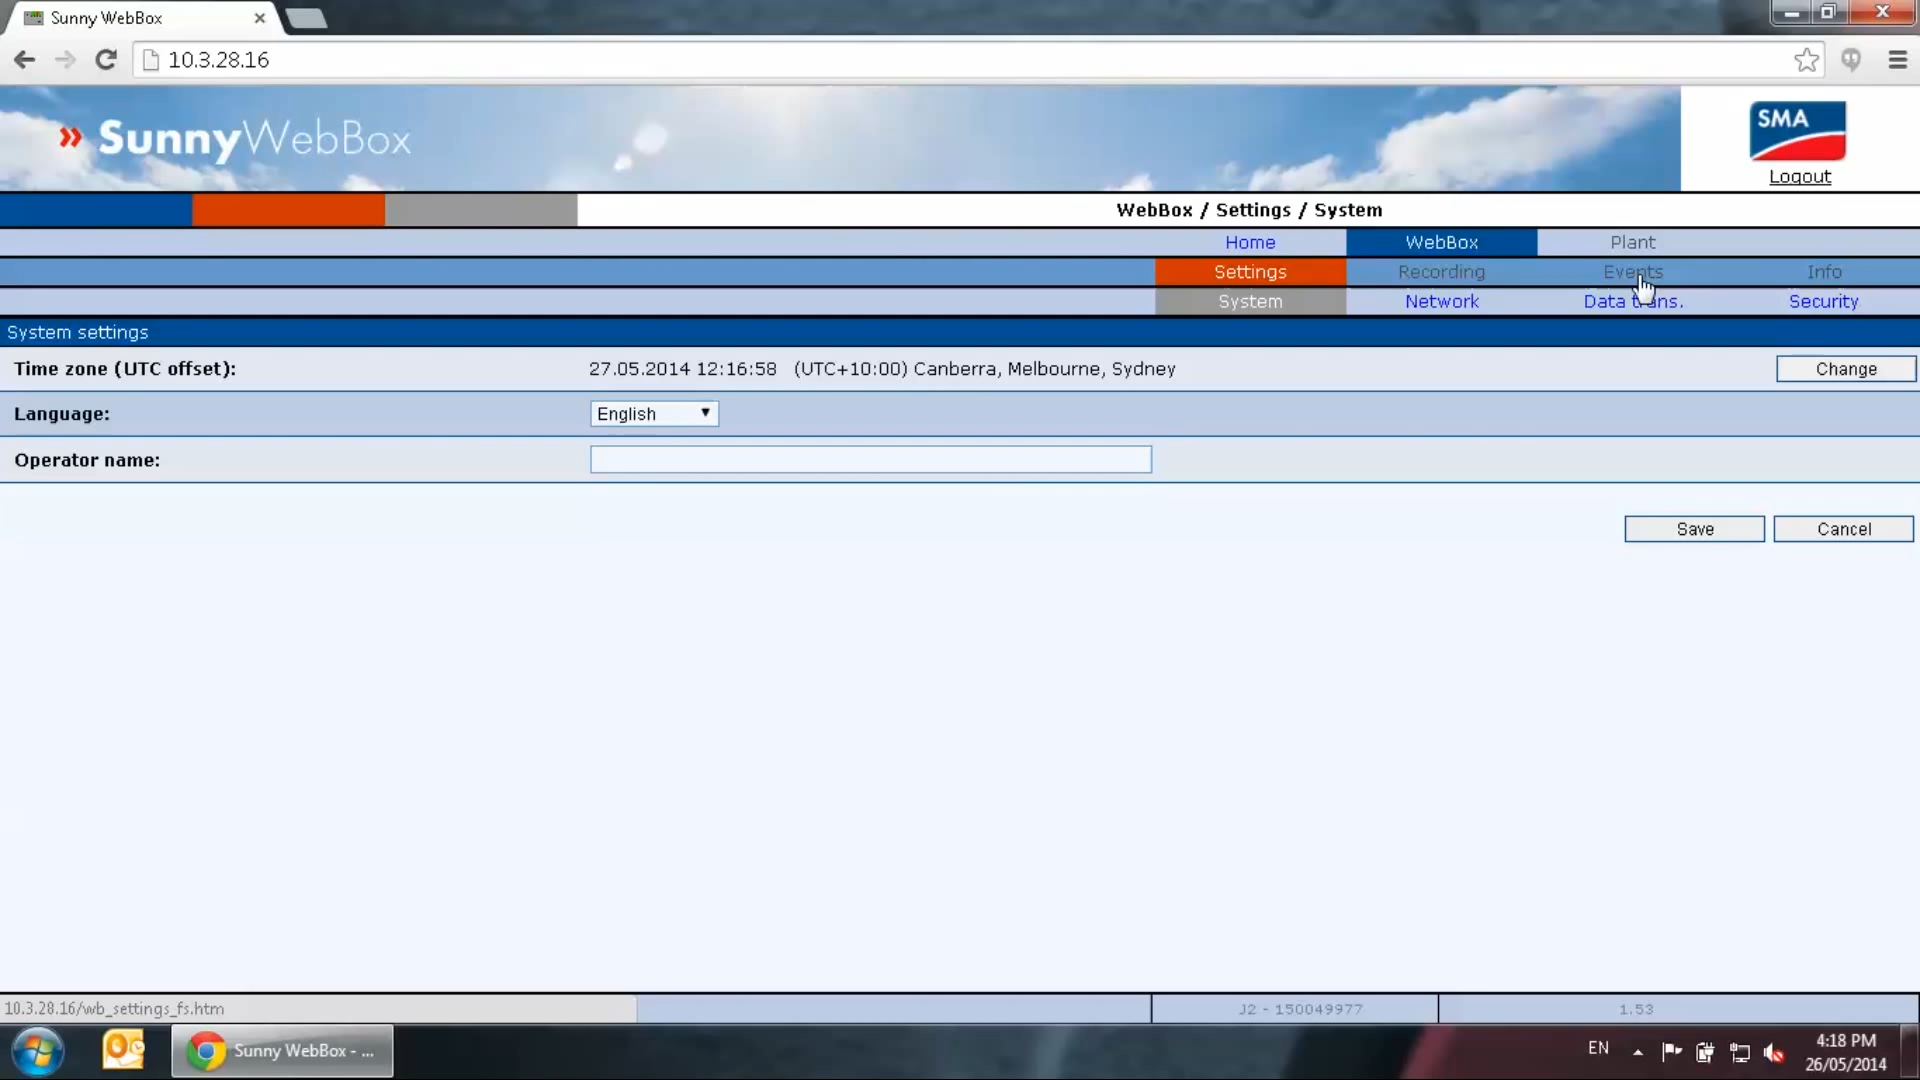 Sunny WebBox
10.3.28.16
» SunnyWebBox
SMA
Logout
WebBox / Settings / System
Home WebBox Plant
Settings Recording Events Info
System Network Data trans. Security
System settings
Time zone (UTC offset): 27.05.2014 12:16:58 (UTC+10:00) Canberra, Melbourne, Sydney Change
Language: English
Operator name:
Save Cancel
10.3.28.16/wb_settings_fs.htm J2 - 150049977 1.53
Sunny WebBox - ... EN 4:18 PM
26/05/2014